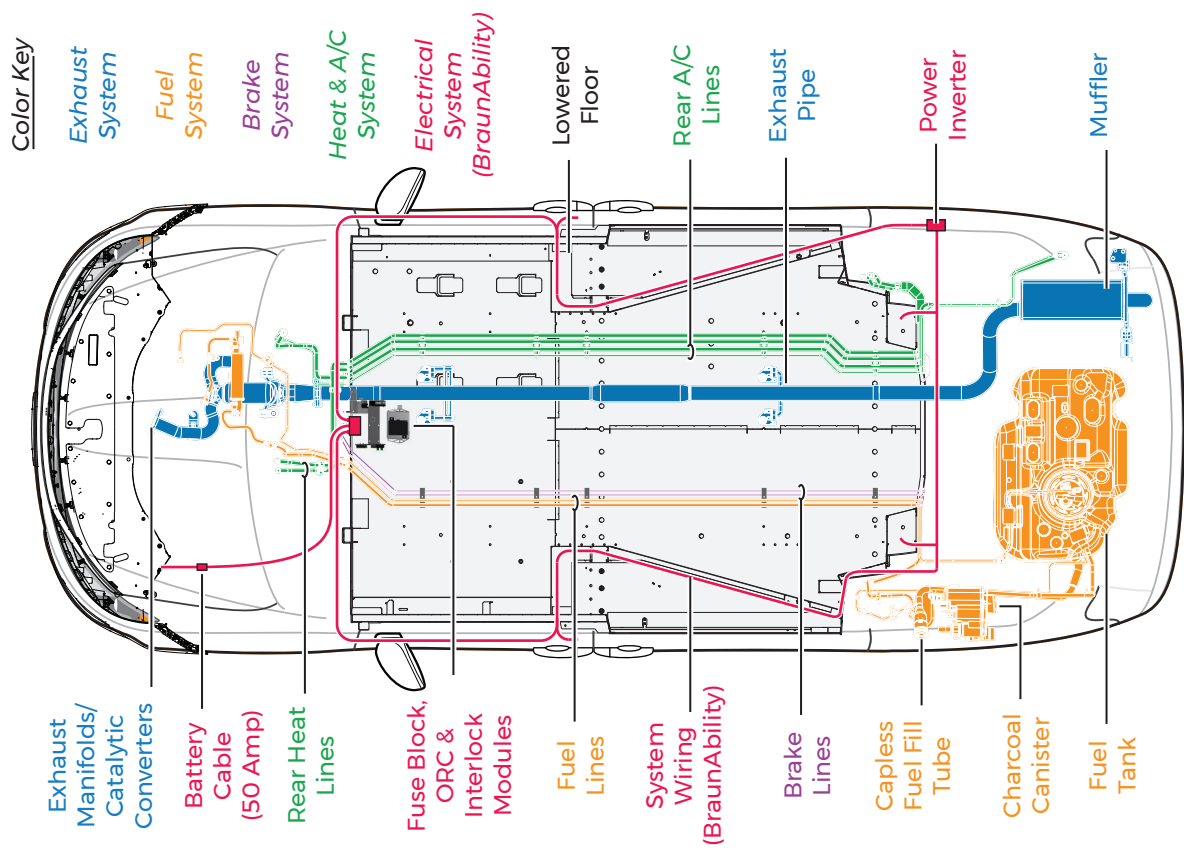 Color Key
Exhaust
System
Fuel
System
Brake
System
Heat & A/C
System
Electrical
System
(BraunAbility)
Lowered
Floor
Rear A/C
Lines
Exhaust
Pipe
Power
Inverter
Muffler
Exhaust
Manifolds/
Catalytic
Converters
Battery
Cable
(50 Amp)
Rear Heat
Lines
Fuse Block,
ORC &
Interlock
Modules
Fuel
Lines
System
Wiring
(BraunAbility)
Brake
Lines
Capless
Fuel Fill
Tube
Charcoal
Canister
Fuel
Tank